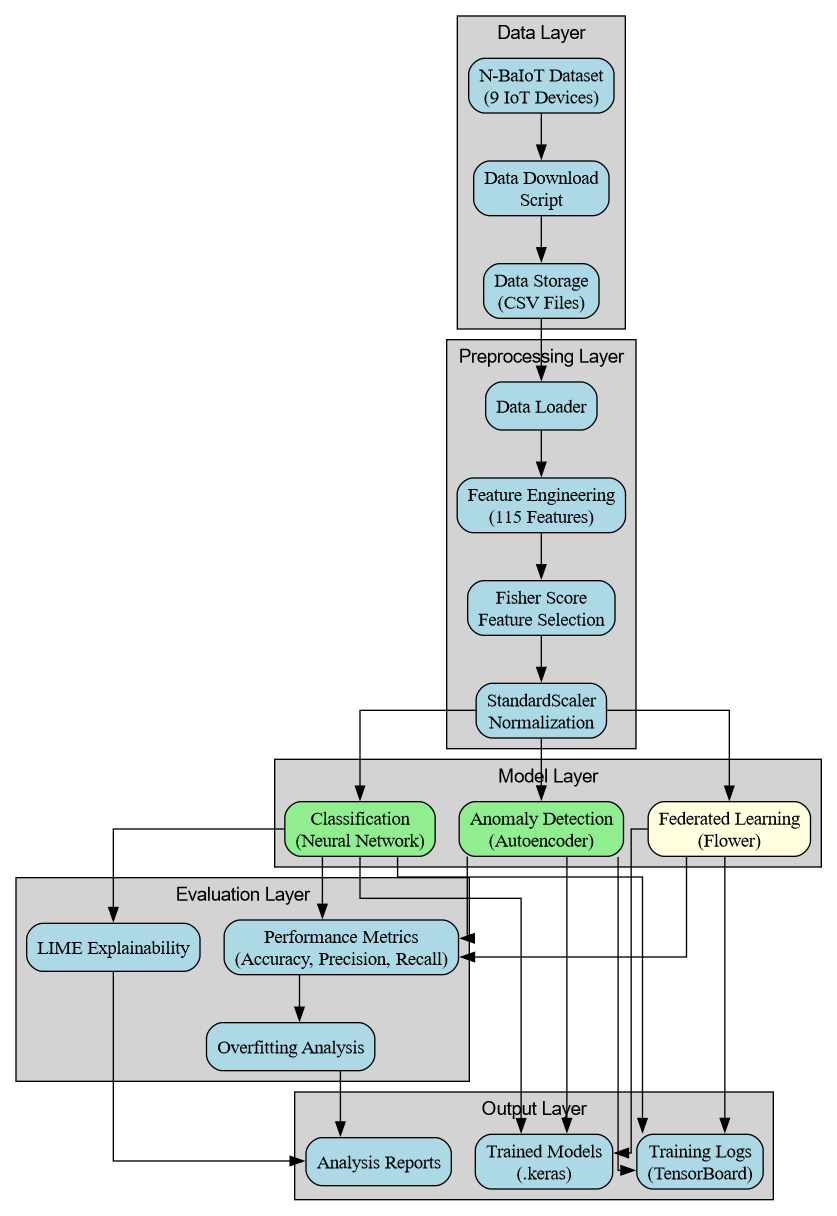 Data Layer
N-BaIoT Dataset
(9 IoT Devices)
Data Download
Script
Data Storage
(CSV Files)
Preprocessing Layer
Data Loader
Feature Engineering
(115 Features)
Fisher Score
Feature Selection
StandardScaler
Normalization
Model Layer
Classification
(Neural Network)
Anomaly Detection
(Autoencoder)
Federated Learning
(Flower)
Evaluation Layer
LIME Explainability
Performance Metrics
(Accuracy, Precision, Recall)
Overfitting Analysis
Output Layer
Analysis Reports
Trained Models
(.keras)
Training Logs
(TensorBoard)